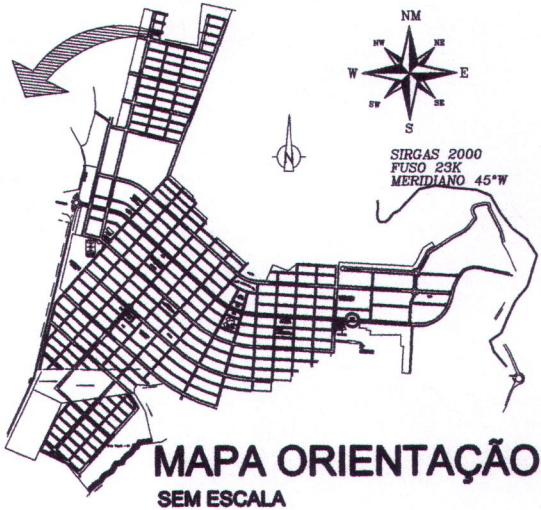 NM
NW NE
W E
SW SE
S
N
SIRGAS 2000
FUSO 23K
MERIDIANO 45°W
MAPA ORIENTAÇÃO
SEM ESCALA